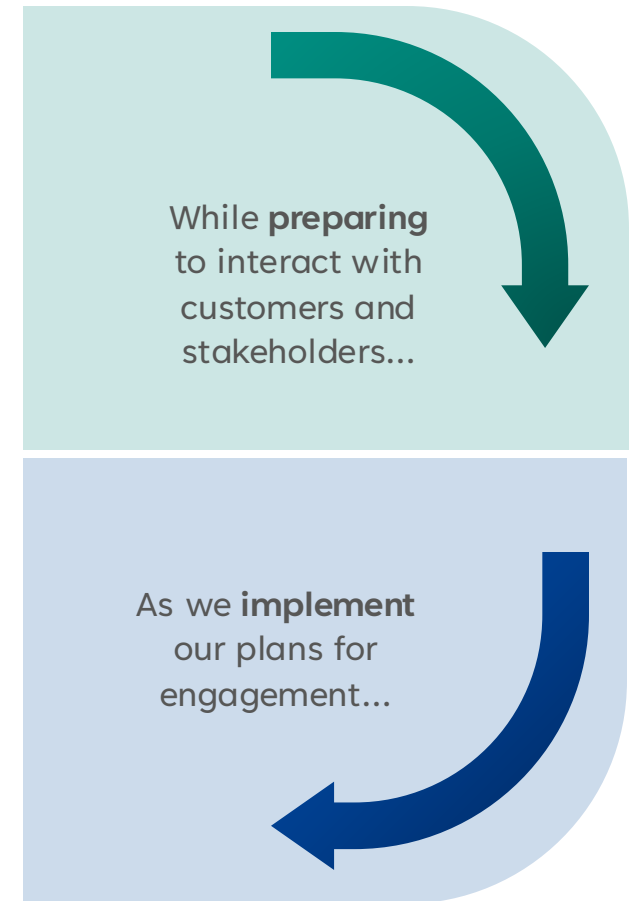 While preparing
to interact with
customers and
stakeholders...
As we implement
our plans for
engagement...